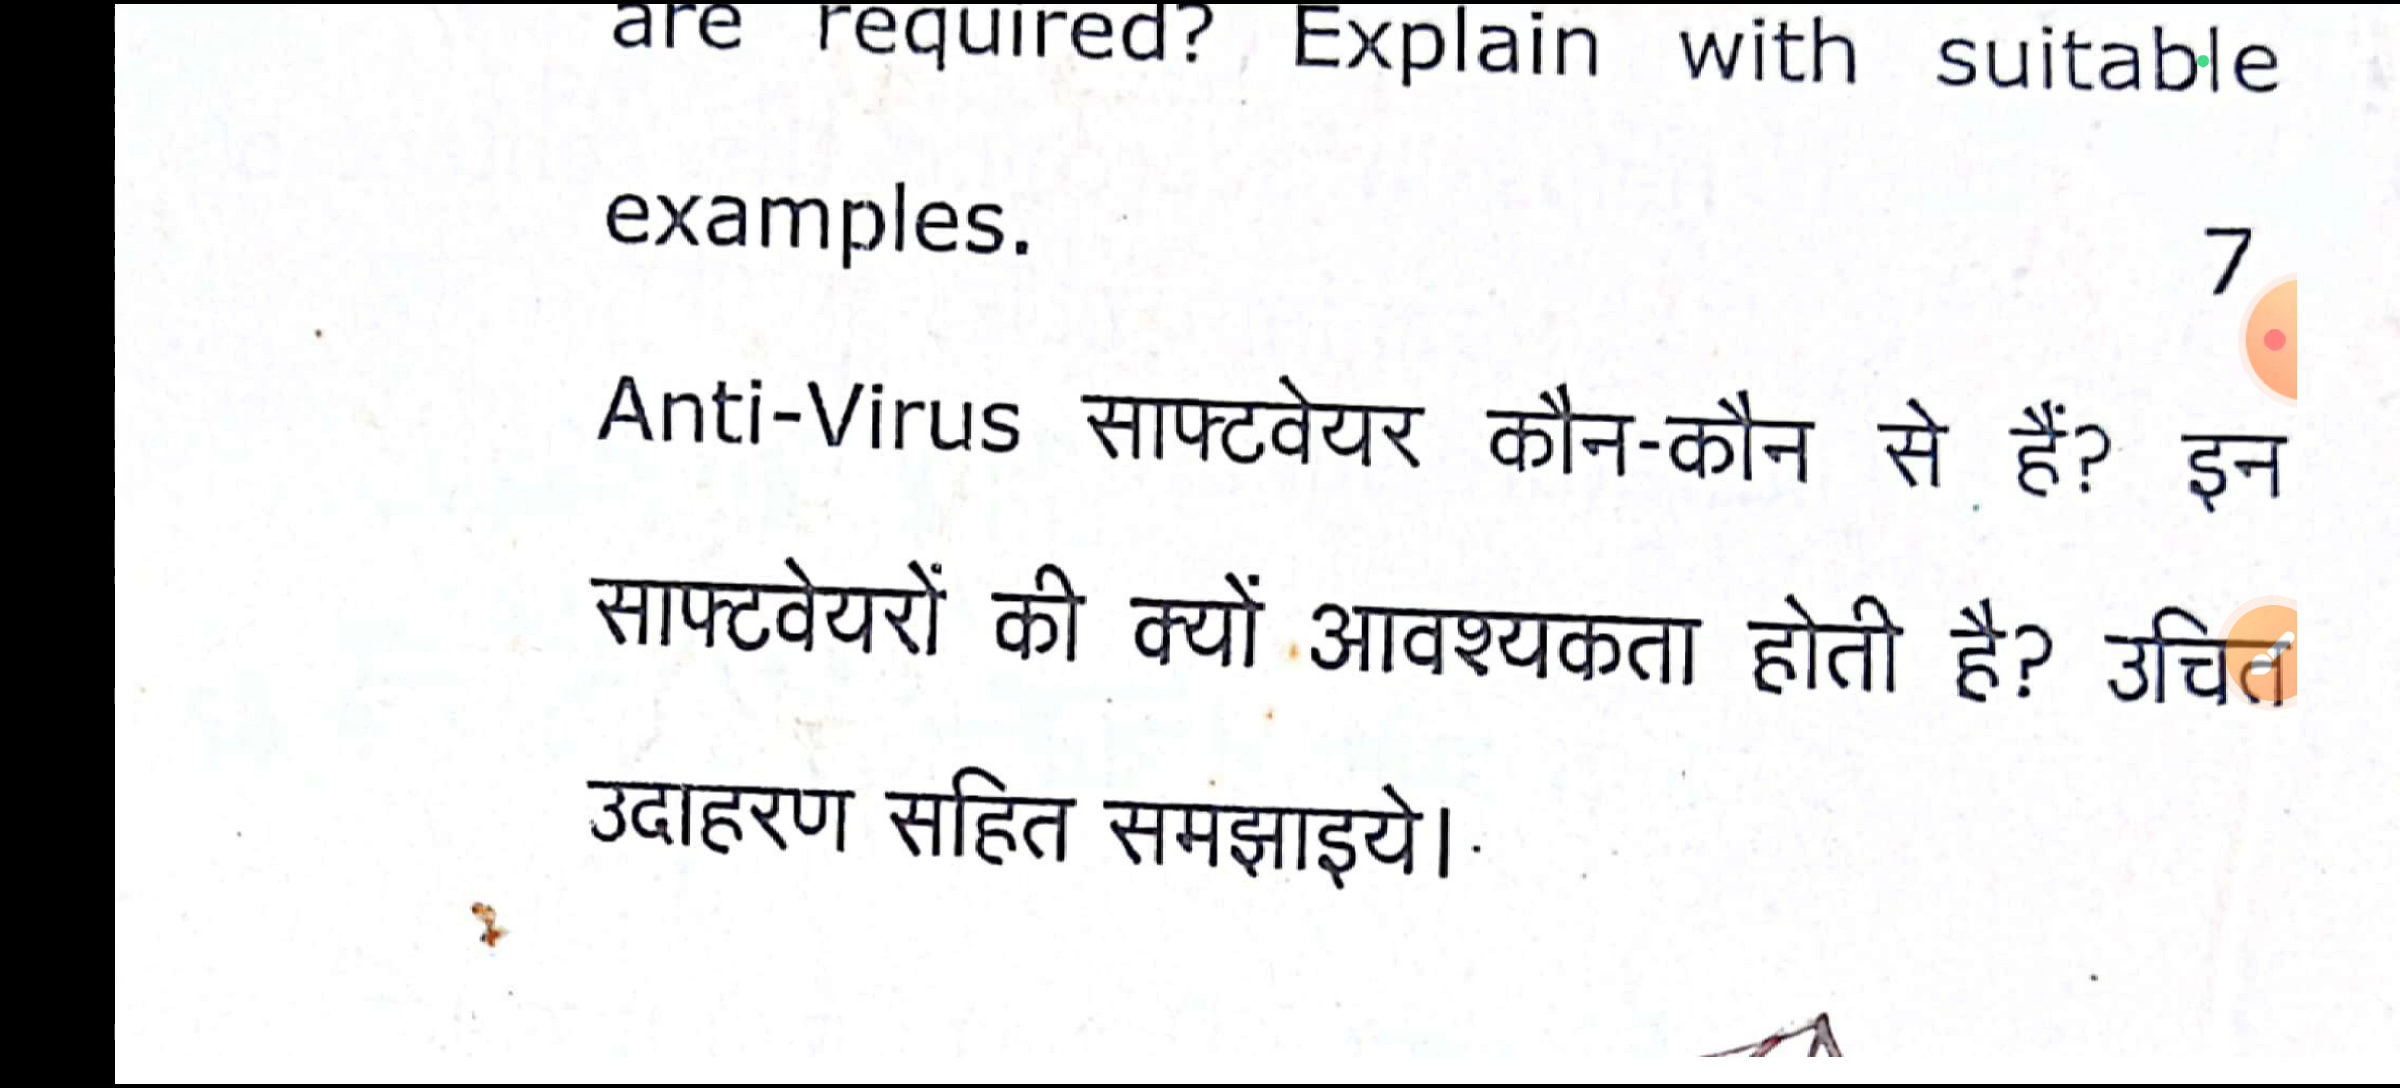 are required? Explain with suitable
examples. 7
Anti-Virus साफ्टवेयर कौन-कौन से हैं? इन
साफ्टवेयरों की क्यों आवश्यकता होती है? उचित
उदाहरण सहित समझाइये।